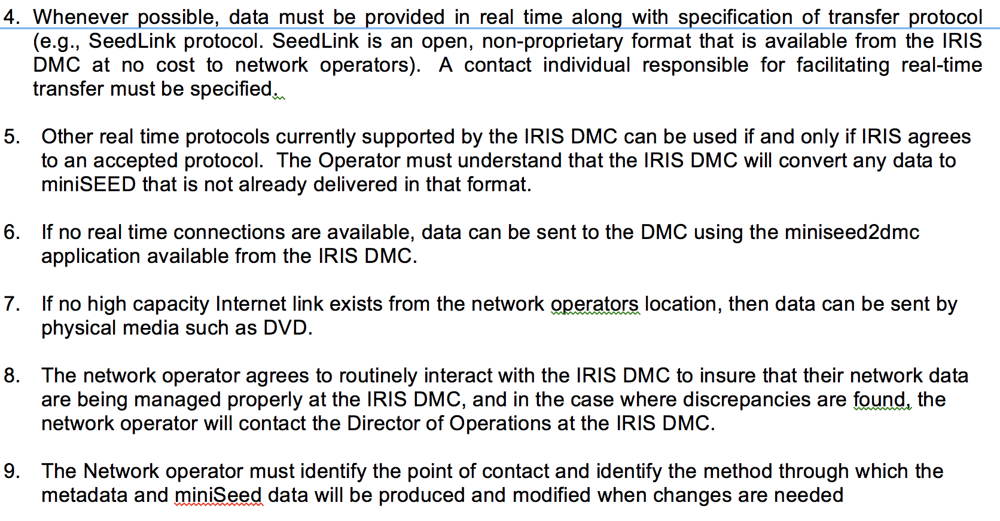 4. Whenever possible, data must be provided in real time along with specification of transfer protocol
(e.g., SeedLink protocol. SeedLink is an open, non-proprietary format that is available from the IRIS
DMC at no cost to network operators). A contact individual responsible for facilitating real-time
transfer must be specified.
5. Other real time protocols currently supported by the IRIS DMC can be used if and only if IRIS agrees
to an accepted protocol. The Operator must understand that the IRIS DMC will convert any data to
miniSEED that is not already delivered in that format.
6. If no real time connections are available, data can be sent to the DMC using the miniseed2dmc
application available from the IRIS DMC.
7. If no high capacity Internet link exists from the network operators location, then data can be sent by
physical media such as DVD.
8. The network operator agrees to routinely interact with the IRIS DMC to insure that their network data
are being managed properly at the IRIS DMC, and in the case where discrepancies are found, the
network operator will contact the Director of Operations at the IRIS DMC.
9. The Network operator must identify the point of contact and identify the method through which the
metadata and miniSeed data will be produced and modified when changes are needed